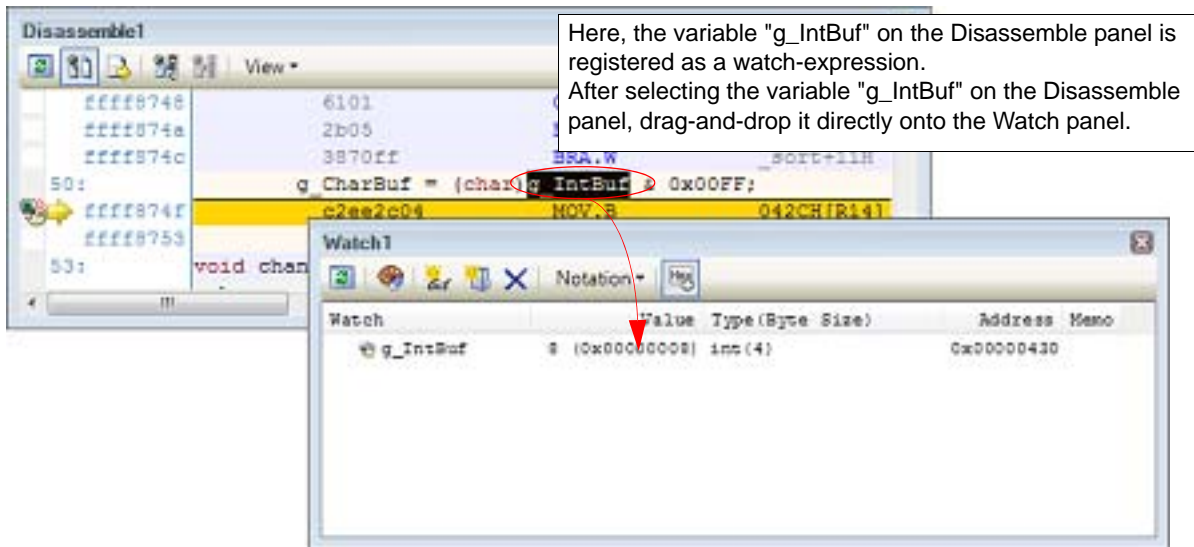 Disassemble1
Here, the variable "g_IntBuf" on the Disassemble panel is
registered as a watch-expression.
After selecting the variable "g_IntBuf" on the Disassemble
panel, drag-and-drop it directly onto the Watch panel.
View
ffff8748 6101
ffff874a 2b05
ffff874c 3870ff BRA.W _sort+11H
50: g_CharBuf = (char)g_IntBuf & 0x00FF;
ffff874f c2ee2c04 MOV.B 042CH[R14]
ffff8753
53: void chan
Watch1
Notation Hex
Watch Value Type(Byte Size) Address Memo
g_IntBuf 8 (0x00000008) int(4) 0x00000430